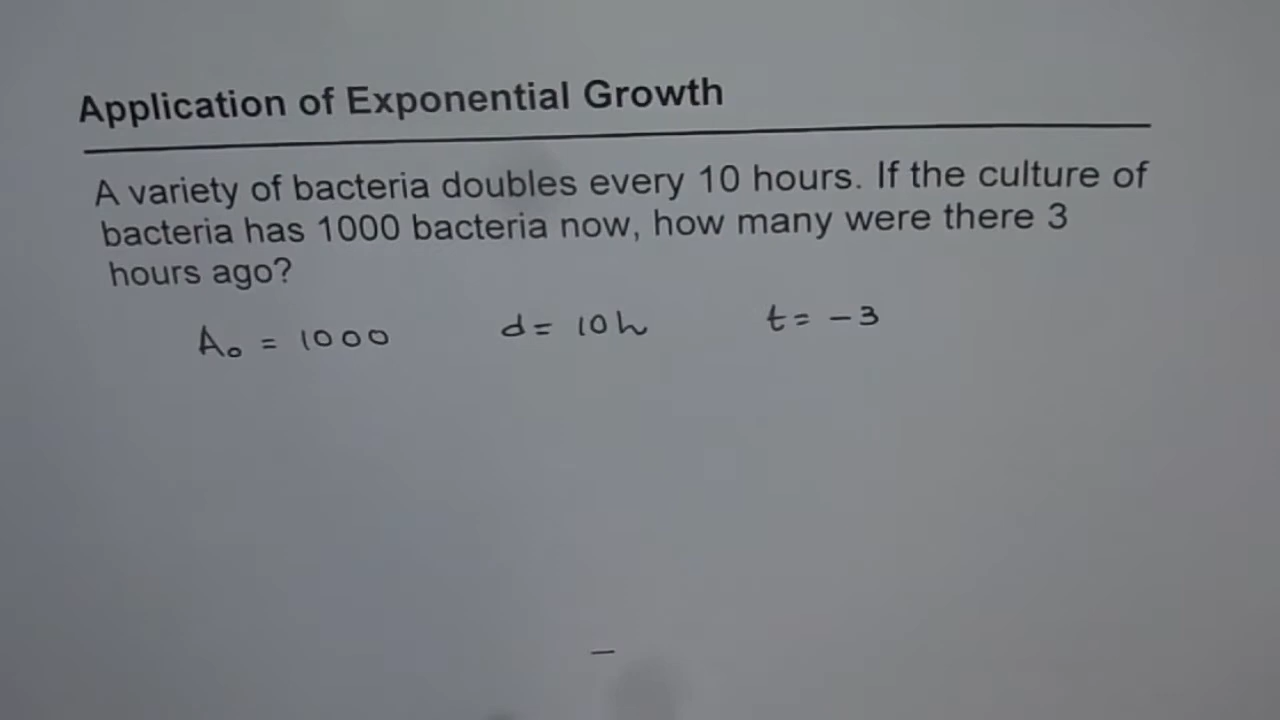 Application of Exponential Growth
A variety of bacteria doubles every 10 hours. If the culture of
bacteria has 1000 bacteria now, how many were there 3
hours ago?
A₀ = 1000 d = 10h t = -3